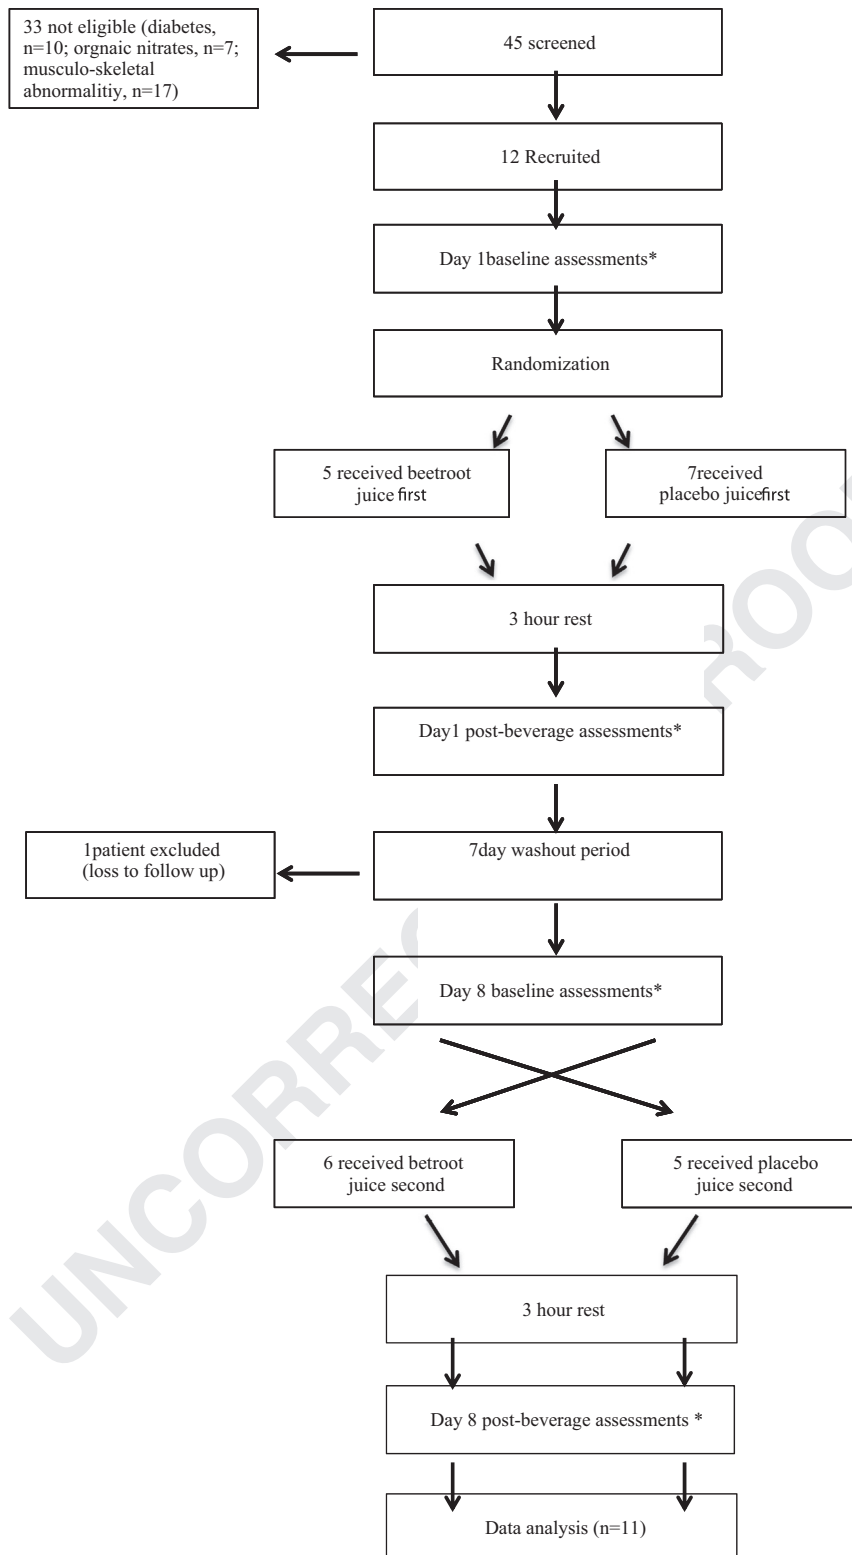 33 not eligible (diabetes,
n=10; orgnaic nitrates, n=7;
musculo-skeletal
abnormalitiy, n=17)
45 screened
12 Recruited
Day 1baseline assessments*
Randomization
5 received beetroot
juice first
7received
placebo juicefirst
3 hour rest
Day1 post-beverage assessments*
1patient excluded
(loss to follow up)
7day washout period
Day 8 baseline assessments*
6 received betroot
juice second
5 received placebo
juice second
3 hour rest
Day 8 post-beverage assessments *
Data analysis (n=11)
UNCORREC ROO